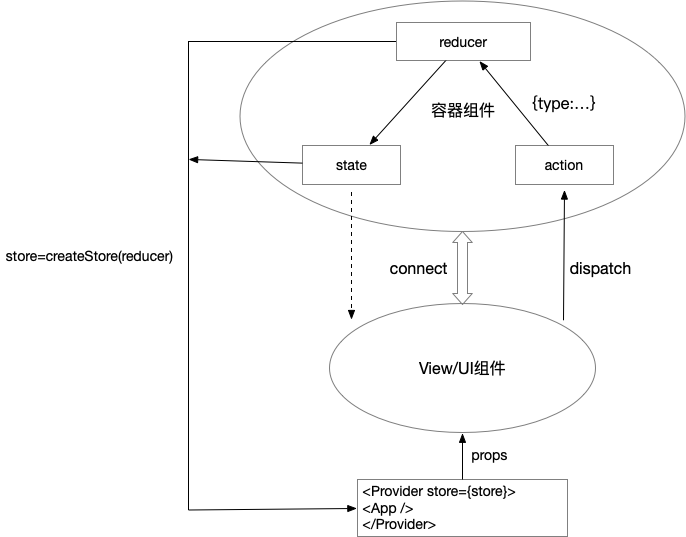 reducer
容器组件
{type:...}
state
action
store=createStore(reducer)
connect
dispatch
View/UI组件
props
<Provider store={store}>
<App />
</Provider>